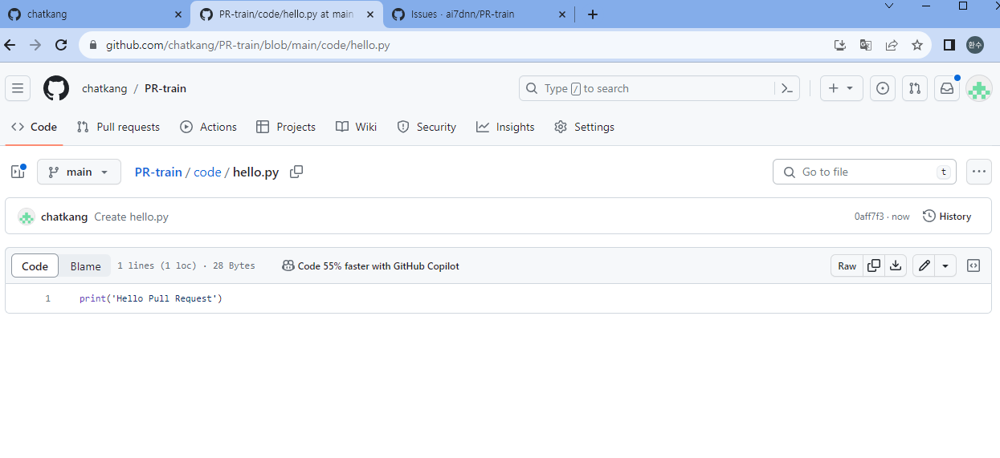 chatkang
PR-train/code/hello.py at main
Issues · ai7dnn/PR-train
github.com/chatkang/PR-train/blob/main/code/hello.py
환수
chatkang / PR-train
Type / to search
Code
Pull requests
Actions
Projects
Wiki
Security
Insights
Settings
main
PR-train / code / hello.py
Go to file
t
chatkang Create hello.py
0aff7f3 · now
History
Code
Blame
1 lines (1 loc) · 28 Bytes
Code 55% faster with GitHub Copilot
Raw
1 print('Hello Pull Request')